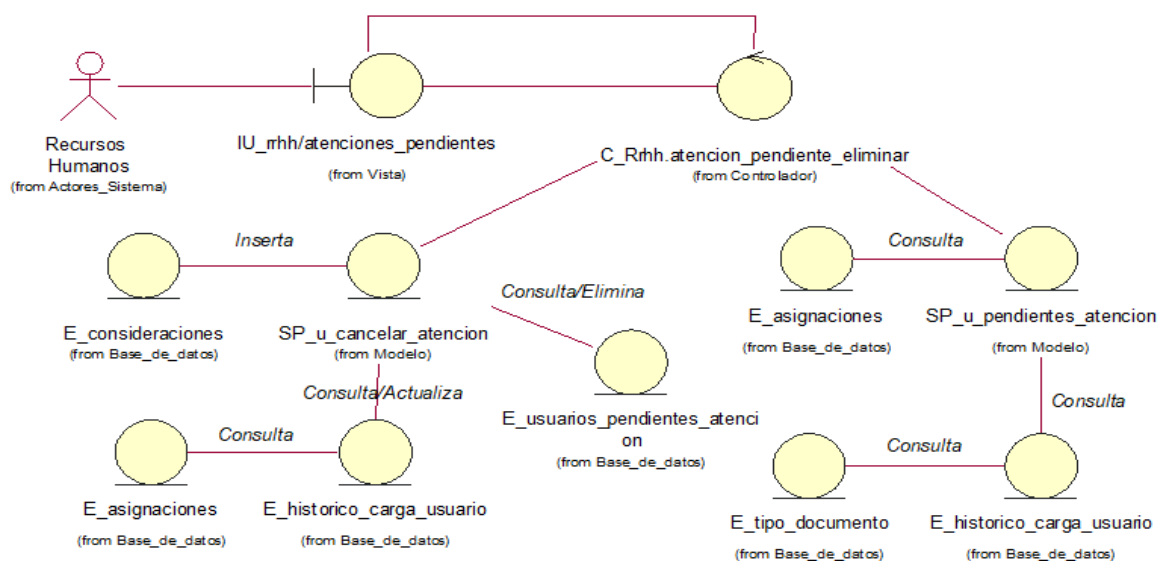 Recursos
Humanos
(from Actores_Sistema)
IU_rrhh/atenciones_pendientes
(from Vista)
C_Rrhh.atencion_pendiente_eliminar
(from Controlador)
Inserta
Consulta
Consulta/Elimina
E_consideraciones
(from Base_de_datos)
SP_u_cancelar_atencion
(from Modelo)
E_asignaciones
(from Base_de_datos)
SP_u_pendientes_atencion
(from Modelo)
Consulta/Actualiza
Consulta
E_usuarios_pendientes_atenci
on
(from Base_de_datos)
Consulta
Consulta
E_asignaciones
(from Base_de_datos)
E_historico_carga_usuario
(from Base_de_datos)
E_tipo_documento
(from Base_de_datos)
E_historico_carga_usuario
(from Base_de_datos)